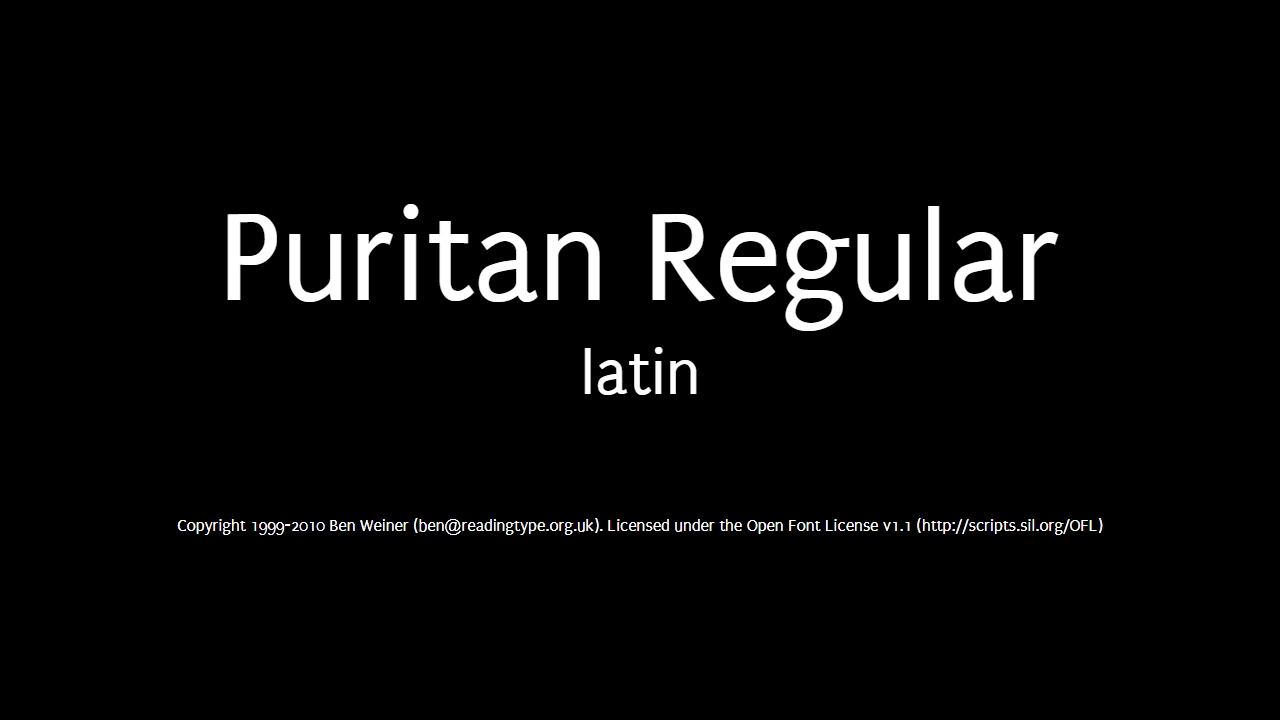 Puritan Regular
latin
Copyright 1999-2010 Ben Weiner (ben@readingtype.org.uk). Licensed under the Open Font License v1.1 (http://scripts.sil.org/OFL)